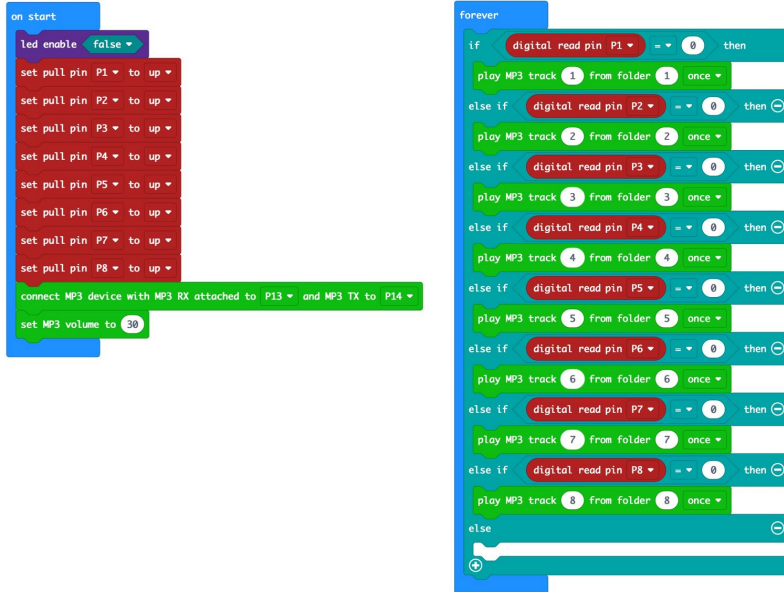 on start
led enable false
set pull pin P1 to up
set pull pin P2 to up
set pull pin P3 to up
set pull pin P4 to up
set pull pin P5 to up
set pull pin P6 to up
set pull pin P7 to up
set pull pin P8 to up
connect MP3 device with MP3 RX attached to P13 and MP3 TX to P14
set MP3 volume to 30
forever
if digital read pin P1 = 0 then
play MP3 track 1 from folder 1 once
else if digital read pin P2 = 0 then
play MP3 track 2 from folder 2 once
else if digital read pin P3 = 0 then
play MP3 track 3 from folder 3 once
else if digital read pin P4 = 0 then
play MP3 track 4 from folder 4 once
else if digital read pin P5 = 0 then
play MP3 track 5 from folder 5 once
else if digital read pin P6 = 0 then
play MP3 track 6 from folder 6 once
else if digital read pin P7 = 0 then
play MP3 track 7 from folder 7 once
else if digital read pin P8 = 0 then
play MP3 track 8 from folder 8 once
else